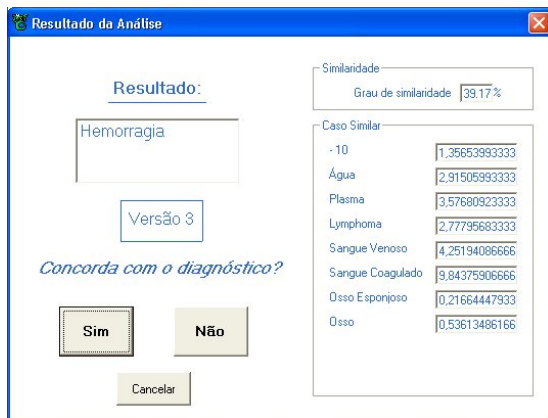 Resultado da Análise
Resultado:
Hemorragia
Versão 3
Concorda com o diagnóstico?
Sim
Não
Cancelar
Similaridade
Grau de similaridade 39.17 %
Caso Similar
- 10 1,35653993333
Água 2,91505993333
Plasma 3,57680923333
Lymphoma 2,77795683333
Sangue Venoso 4,25194086666
Sangue Coagulado 9,84375906666
Osso Esponjoso 0,21664447933
Osso 0,53613486166